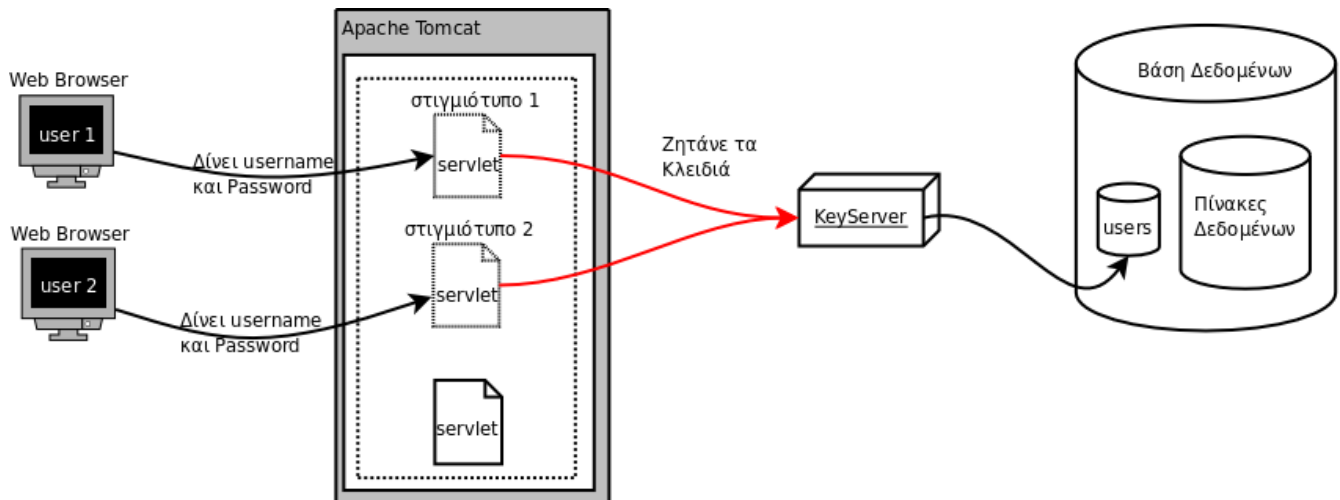 Apache Tomcat
Web Browser
user 1
Δίνει username
και Password
στιγμιότυπο 1
servlet
Web Browser
user 2
Δίνει username
και Password
στιγμιότυπο 2
servlet
servlet
Ζητάνε τα
Κλειδιά
KeyServer
Βάση Δεδομένων
users
Πίνακες
Δεδομένων